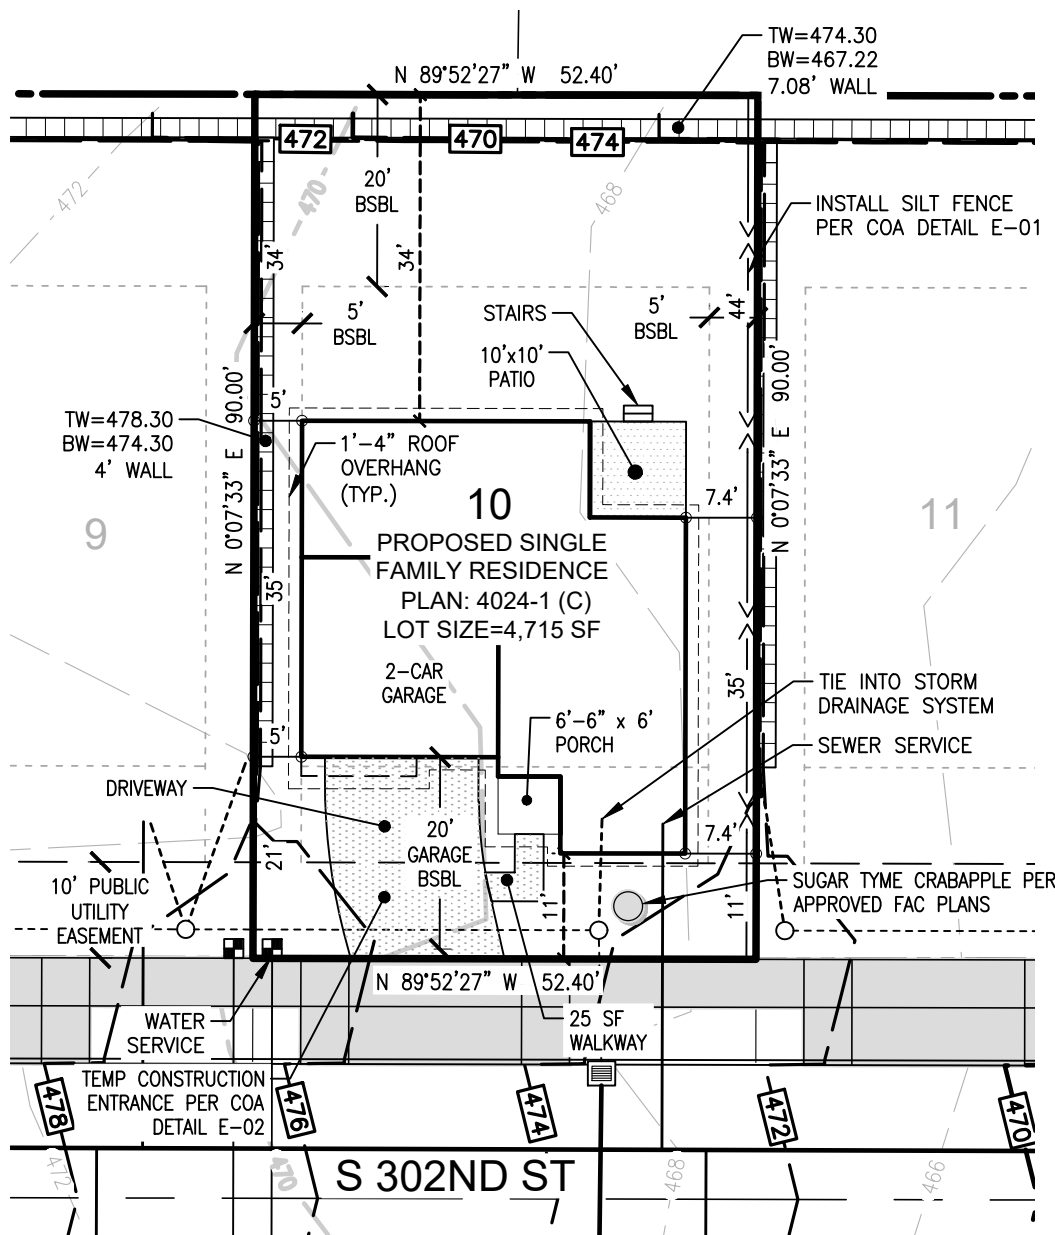 TW=474.30
BW=467.22
7.08' WALL
N 89°52'27" W 52.40'
472
470
474
472
470
468
20'
BSBL
34'
34'
INSTALL SILT FENCE
PER COA DETAIL E-01
5'
BSBL
STAIRS
5'
BSBL
44'
10'x10'
PATIO
N 0°07'33" E 90.00'
N 0°07'33" E 90.00'
5'
TW=478.30
BW=474.30
4' WALL
1'-4" ROOF
OVERHANG
(TYP.)
7.4'
9
10
11
PROPOSED SINGLE
FAMILY RESIDENCE
PLAN: 4024-1 (C)
LOT SIZE=4,715 SF
35'
2-CAR
GARAGE
35'
TIE INTO STORM
DRAINAGE SYSTEM
6'-6" x 6'
PORCH
5'
SEWER SERVICE
DRIVEWAY
20'
GARAGE
BSBL
7.4'
21'
10' PUBLIC
UTILITY
EASEMENT
11'
11'
SUGAR TYME CRABAPPLE PER
APPROVED FAC PLANS
N 89°52'27" W 52.40'
WATER
SERVICE
25 SF
WALKWAY
TEMP CONSTRUCTION
ENTRANCE PER COA
DETAIL E-02
478
476
474
472
470
S 302ND ST
472
470
468
466